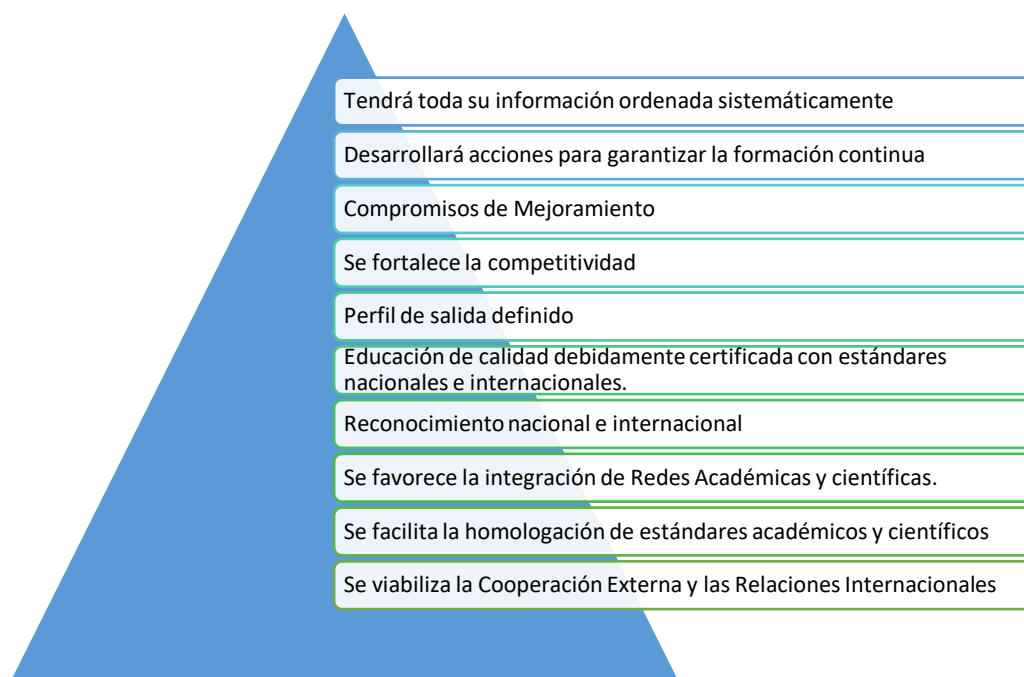 Tendrá toda su información ordenada sistemáticamente
Desarrollará acciones para garantizar la formación continua
Compromisos de Mejoramiento
Se fortalece la competitividad
Perfil de salida definido
Educación de calidad debidamente certificada con estándares
nacionales e internacionales.
Reconocimiento nacional e internacional
Se favorece la integración de Redes Académicas y científicas.
Se facilita la homologación de estándares académicos y científicos
Se viabiliza la Cooperación Externa y las Relaciones Internacionales